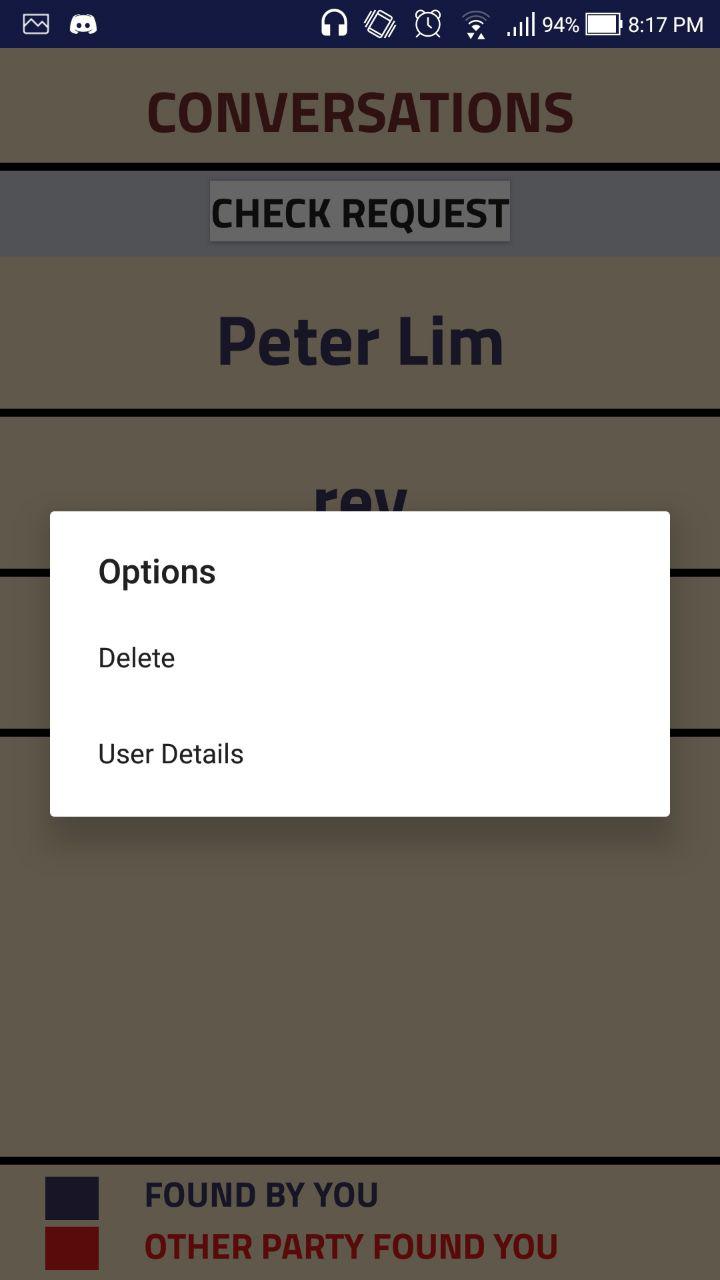 94% 8:17 PM
CONVERSATIONS
CHECK REQUEST
Peter Lim
rev
Options
Delete
User Details
FOUND BY YOU
OTHER PARTY FOUND YOU